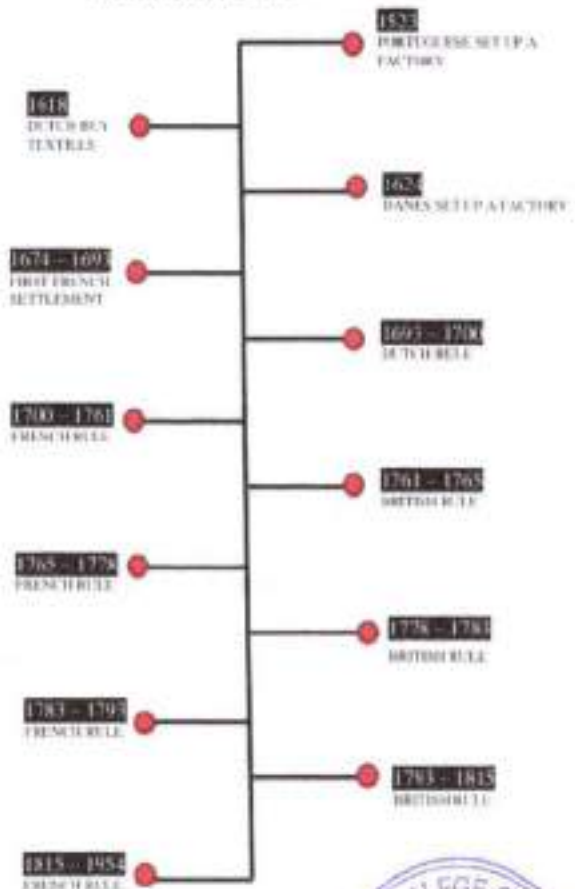 1523
PORTUGUESE SET UP A
FACTORY
1618
DUTCH BUY
TEXTILES
1624
DANES SET UP A FACTORY
1674 – 1693
FIRST FRENCH
SETTLEMENT
1693 – 1700
DUTCH RULE
1700 – 1761
FRENCH RULE
1761 – 1765
BRITISH RULE
1765 – 1778
FRENCH RULE
1778 – 1783
BRITISH RULE
1783 – 1793
FRENCH RULE
1793 – 1815
BRITISH RULE
1815 – 1954
FRENCH RULE